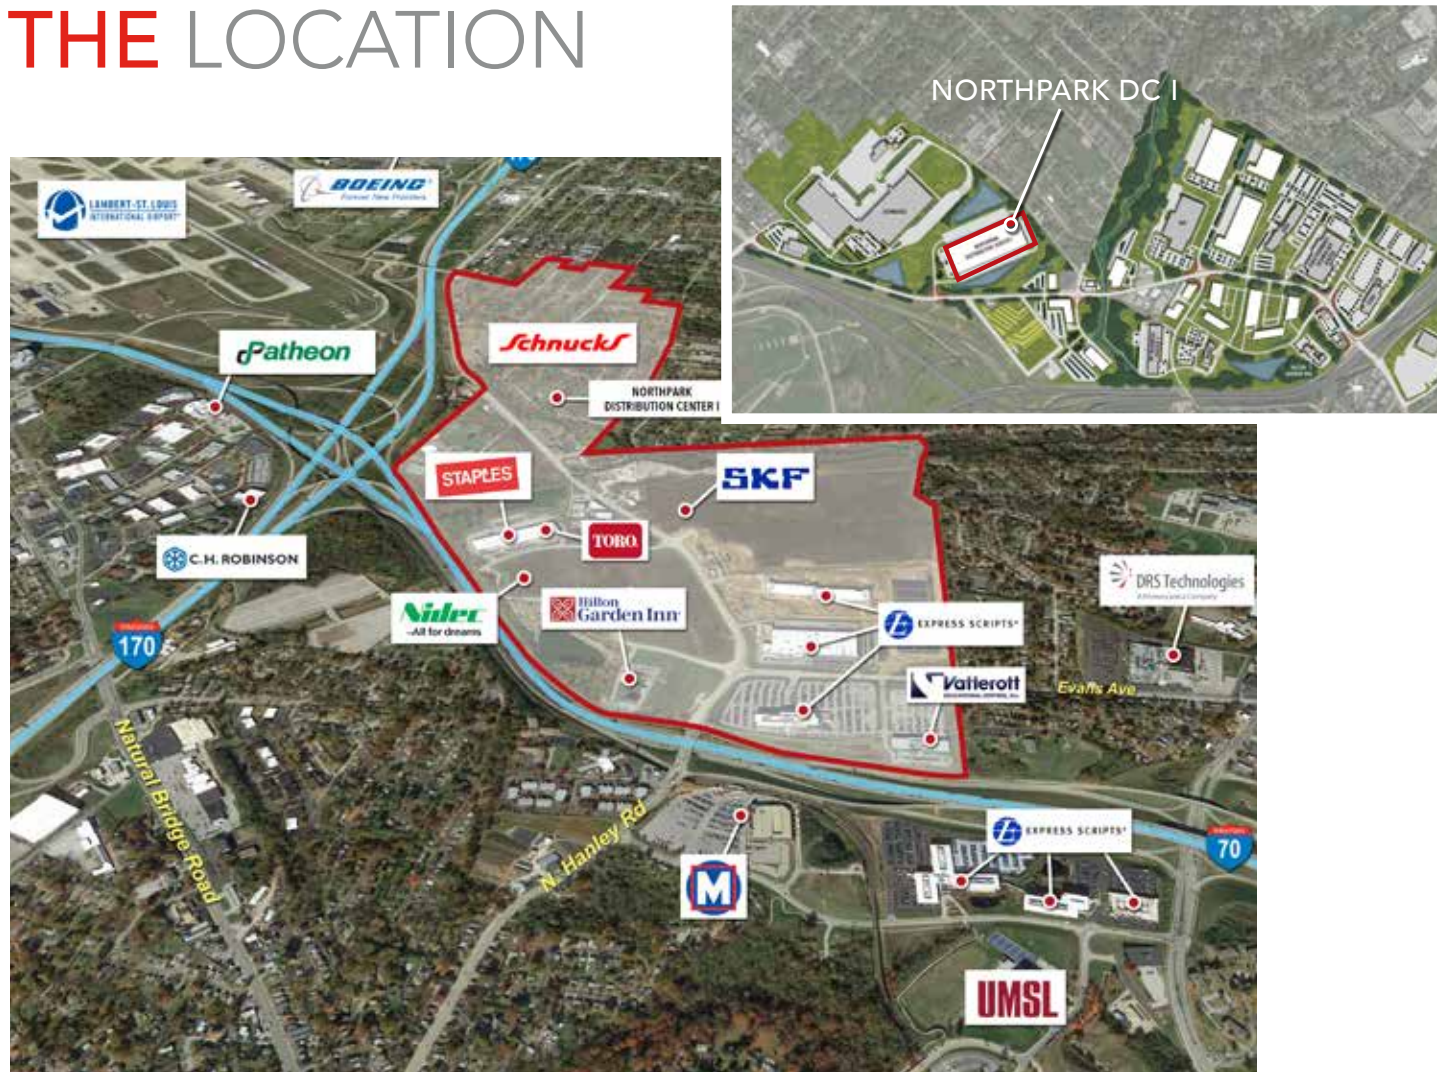 THE LOCATION
NORTHPARK DC I
LAMBERT-ST. LOUIS
INTERNATIONAL AIRPORT
BOEING
Forever New Frontiers
Patheon
Schnucks
NORTHPARK
DISTRIBUTION CENTER I
STAPLES
SKF
TORO
C.H. ROBINSON
Nidec
-All for dreams
Hilton
Garden Inn
EXPRESS SCRIPTS
DRS Technologies
Vatterott
Evans Ave
170
Natural Bridge Road
N. Hanley Rd
M
EXPRESS SCRIPTS
70
UMSL